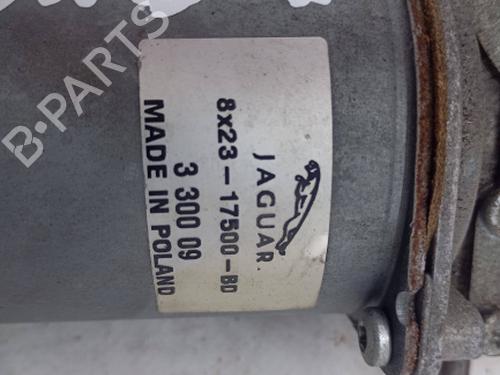 JAGUAR
8x23-17500-BD
3 300 09
MADE IN POLAND
B-PARTS